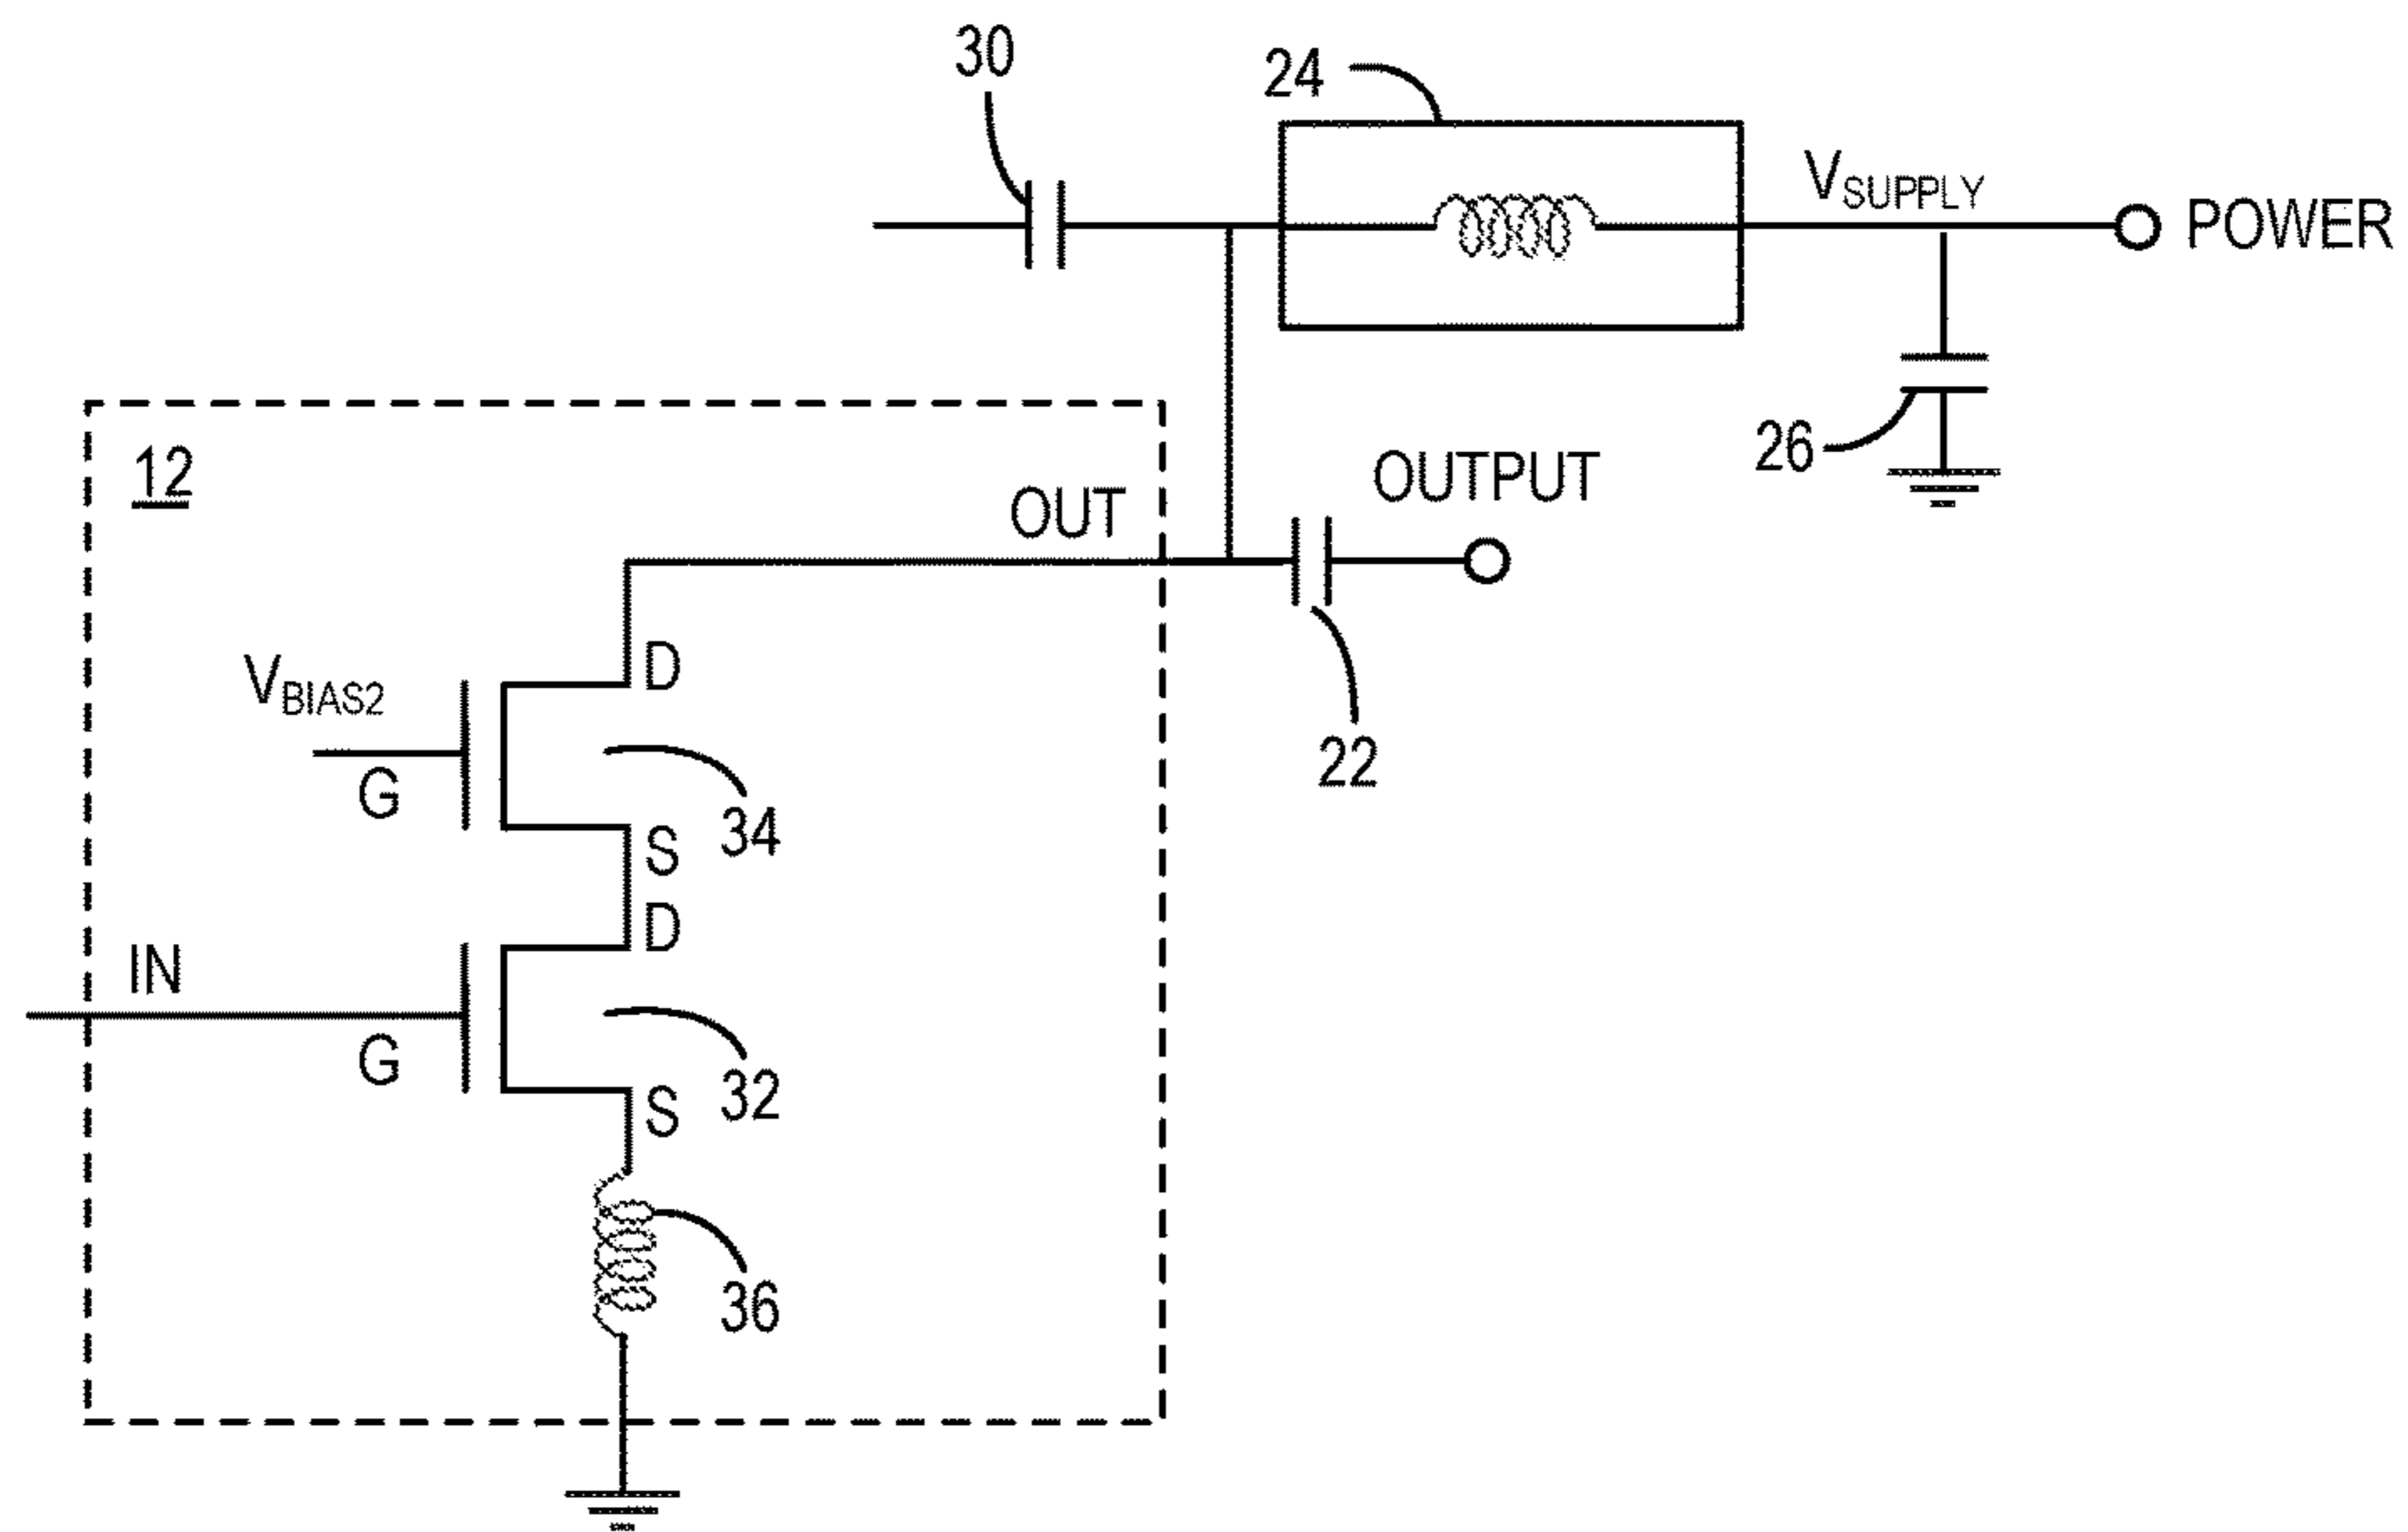 30
24
VSUPPLY
POWER
26
12
OUT
OUTPUT
22
VBIAS2
D
G
34
S
D
IN
G
32
S
36